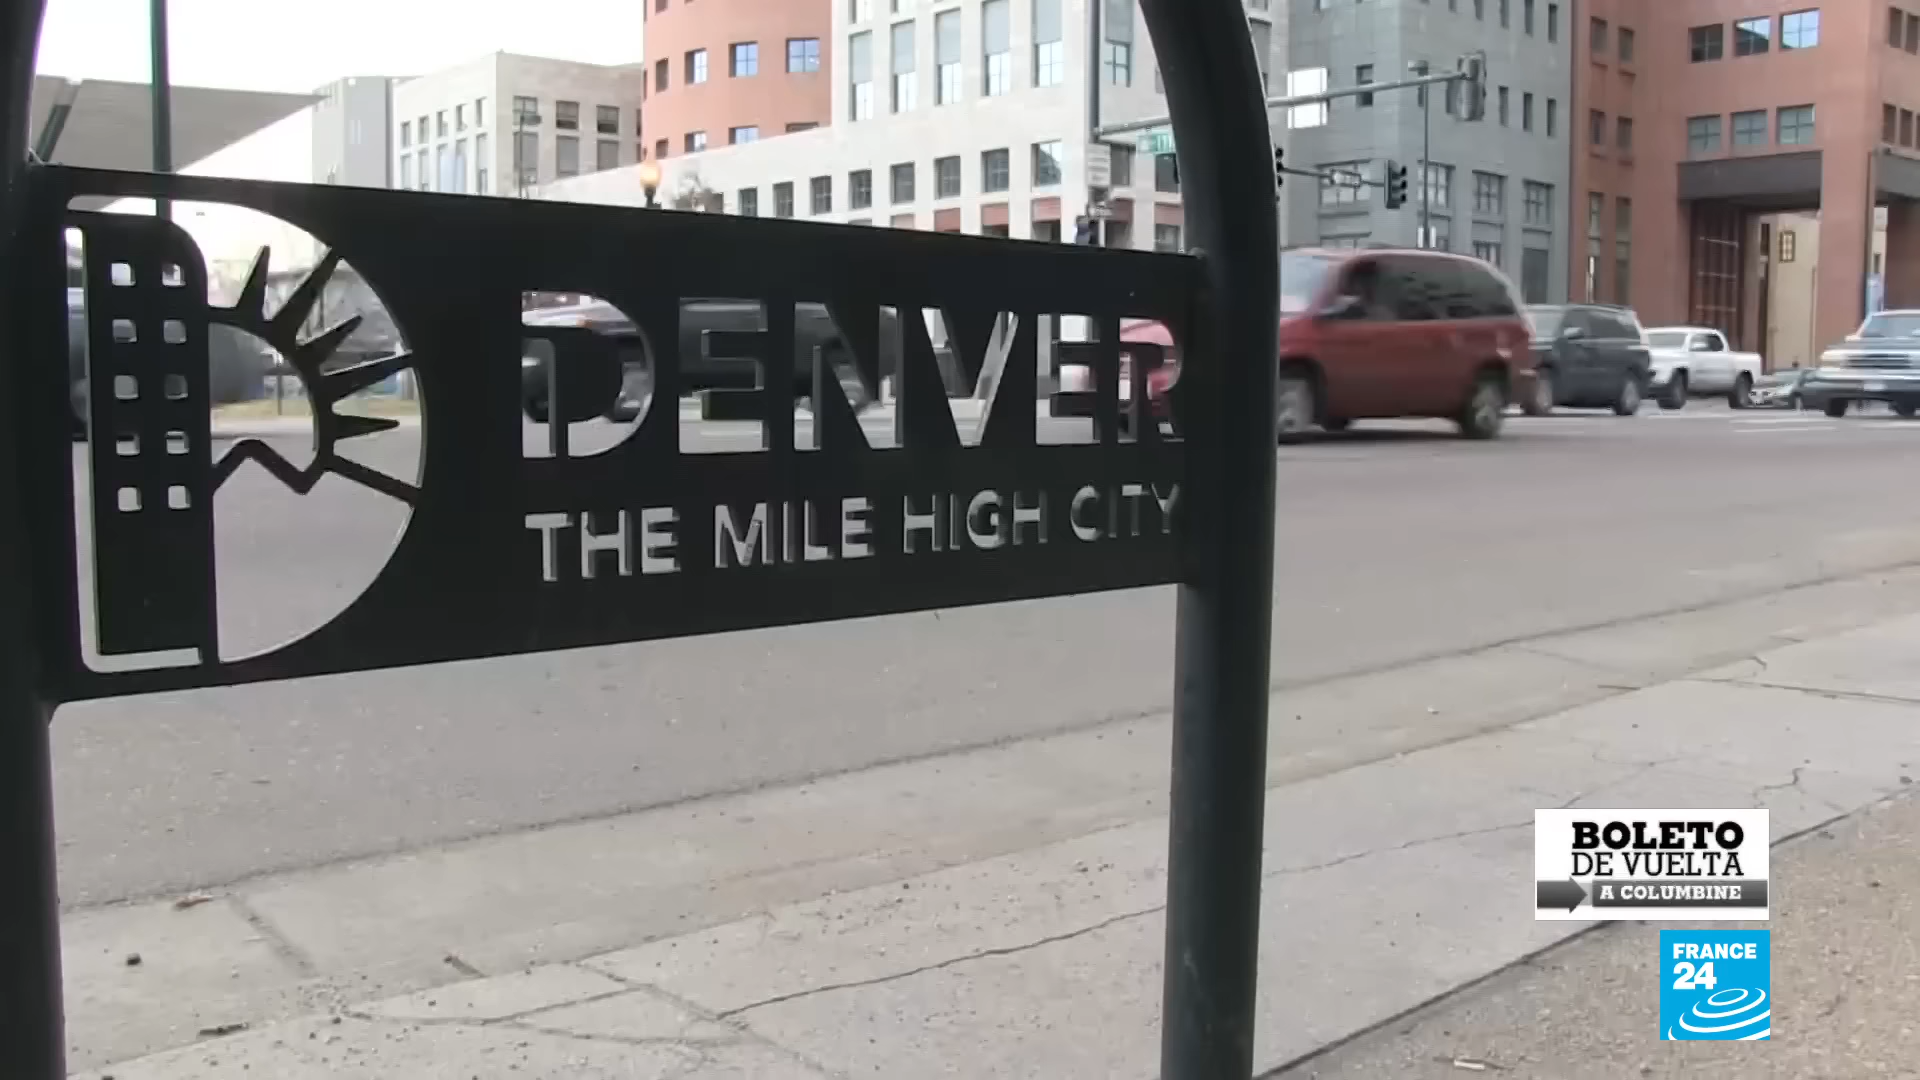 DENVER
THE MILE HIGH CITY
BOLETO
DE VUELTA
A COLUMBINE
FRANCE
24